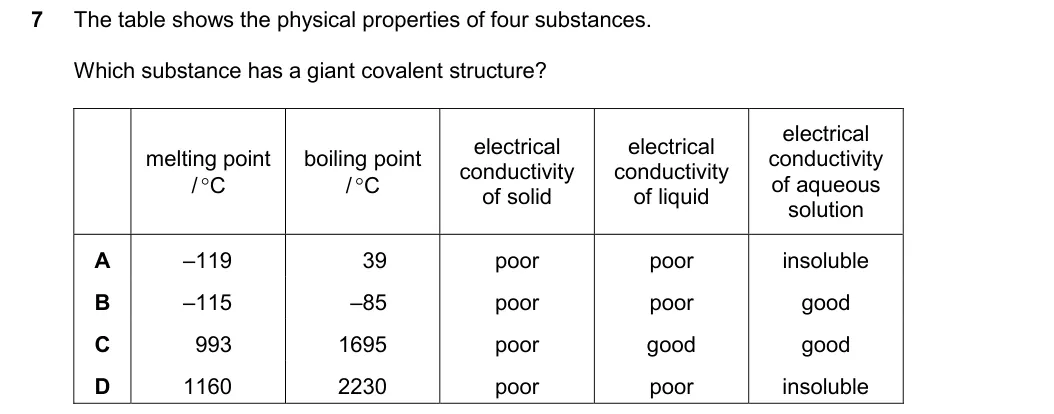 7 The table shows the physical properties of four substances.
Which substance has a giant covalent structure?
melting point /°C
boiling point /°C
electrical conductivity of solid
electrical conductivity of liquid
electrical conductivity of aqueous solution
A –119 39 poor poor insoluble
B –115 –85 poor poor good
C 993 1695 poor good good
D 1160 2230 poor poor insoluble